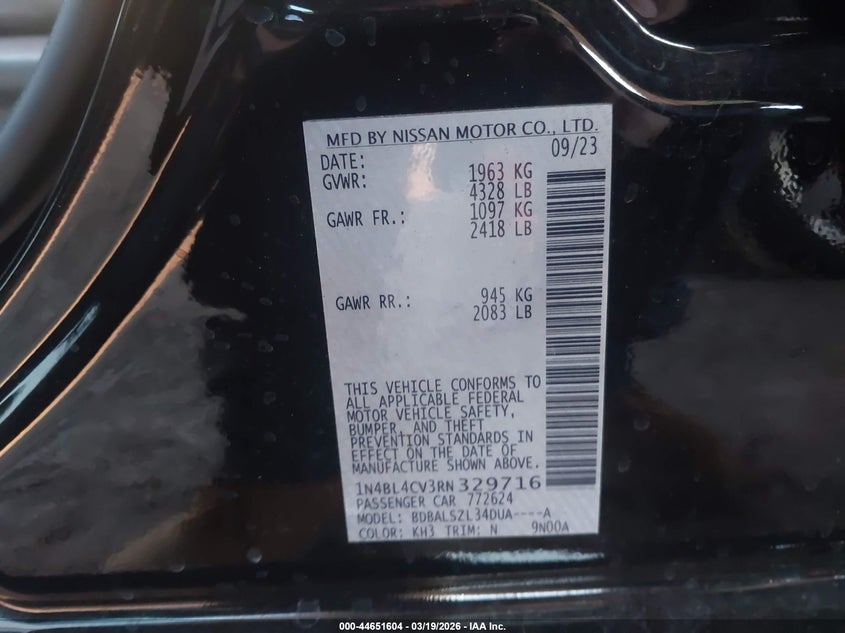 MFD BY NISSAN MOTOR CO., LTD.
DATE: 09/23
GVWR: 1963 KG
4328 LB
GAWR FR.: 1097 KG
2418 LB
GAWR RR.: 945 KG
2083 LB
THIS VEHICLE CONFORMS TO
ALL APPLICABLE FEDERAL
MOTOR VEHICLE SAFETY,
BUMPER, AND THEFT
PREVENTION STANDARDS IN
EFFECT ON THE DATE OF
MANUFACTURE SHOWN ABOVE.
1N4BL4CV3RN329716
PASSENGER CAR 772624
MODEL: BDBALSZL34DUA----A
COLOR: KH3 TRIM: N 9N00A
000-44651604 | 03/19/2026 - IAA Inc.